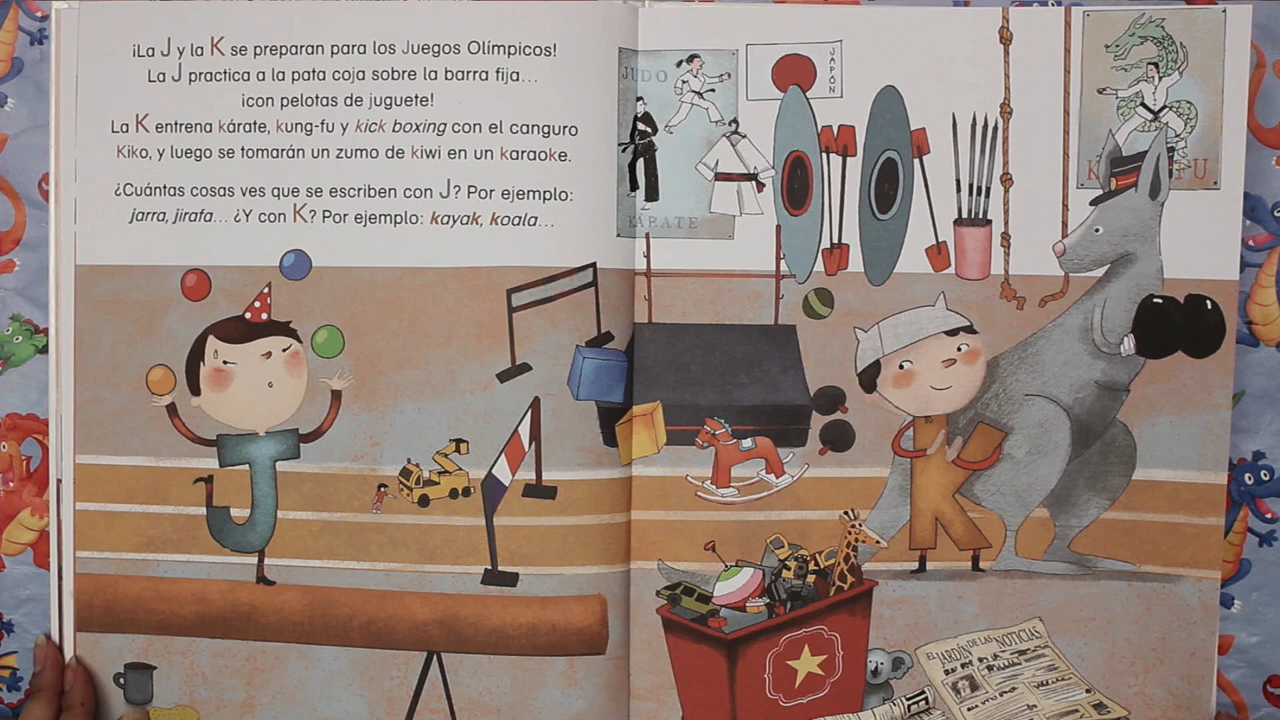 ¡La J y la K se preparan para los Juegos Olímpicos!
La J practica a la pata coja sobre la barra fija...
¡con pelotas de juguete!
La K entrena kárate, kung-fu y kick boxing con el canguro
Kiko, y luego se tomarán un zumo de kiwi en un karaoke.
¿Cuántas cosas ves que se escriben con J? Por ejemplo:
jarra, jirafa... ¿Y con K? Por ejemplo: kayak, koala...
JUDO
KÁRATE
JAPÓN
J
K
EL JARDÍN DE LAS NOTICIAS